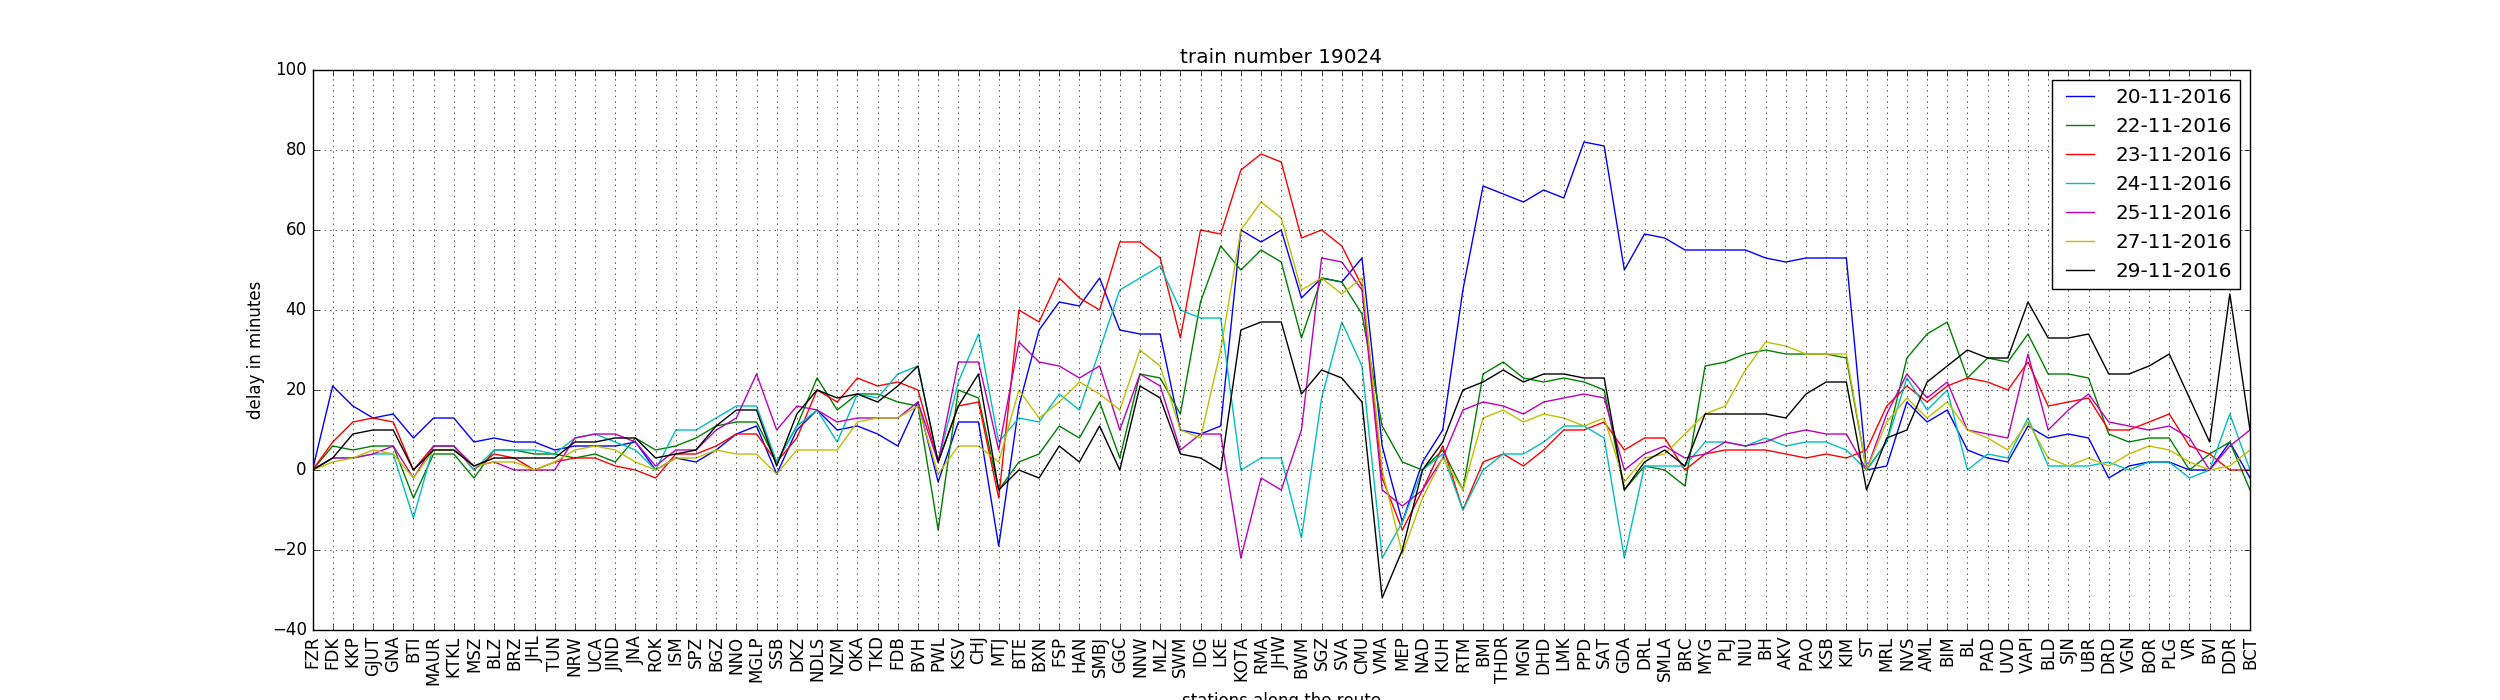 train number 19024
100
80
60
40
20
0
−20
−40
delay in minutes
20-11-2016
22-11-2016
23-11-2016
24-11-2016
25-11-2016
27-11-2016
29-11-2016
FZR
FDK
KKP
GJUT
GNA
BTI
MAUR
KTKL
MSZ
BLZ
BRZ
JHL
TUN
NRW
UCA
JIND
JNA
ROK
ISM
SPZ
BGZ
NNO
MGLP
SSB
DKZ
NDLS
NZM
OKA
TKD
FDB
BVH
PWL
KSV
CHJ
MTJ
BTE
BXN
FSP
HAN
SMBJ
GGC
NNW
MLZ
SWM
IDG
LKE
KOTA
RMA
JHW
BWM
SGZ
SVA
CMU
VMA
MEP
NAD
KUH
RTM
BMI
THDR
MGN
DHD
LMK
PPD
SAT
GDA
DRL
SMLA
BRC
MYG
PLJ
NIU
BH
AKV
PAO
KSB
KIM
ST
MRL
NVS
AML
BIM
BL
PAD
UVD
VAPI
BLD
SJN
UBR
DRD
VGN
BOR
PLG
VR
BVI
DDR
BCT
stations along the route